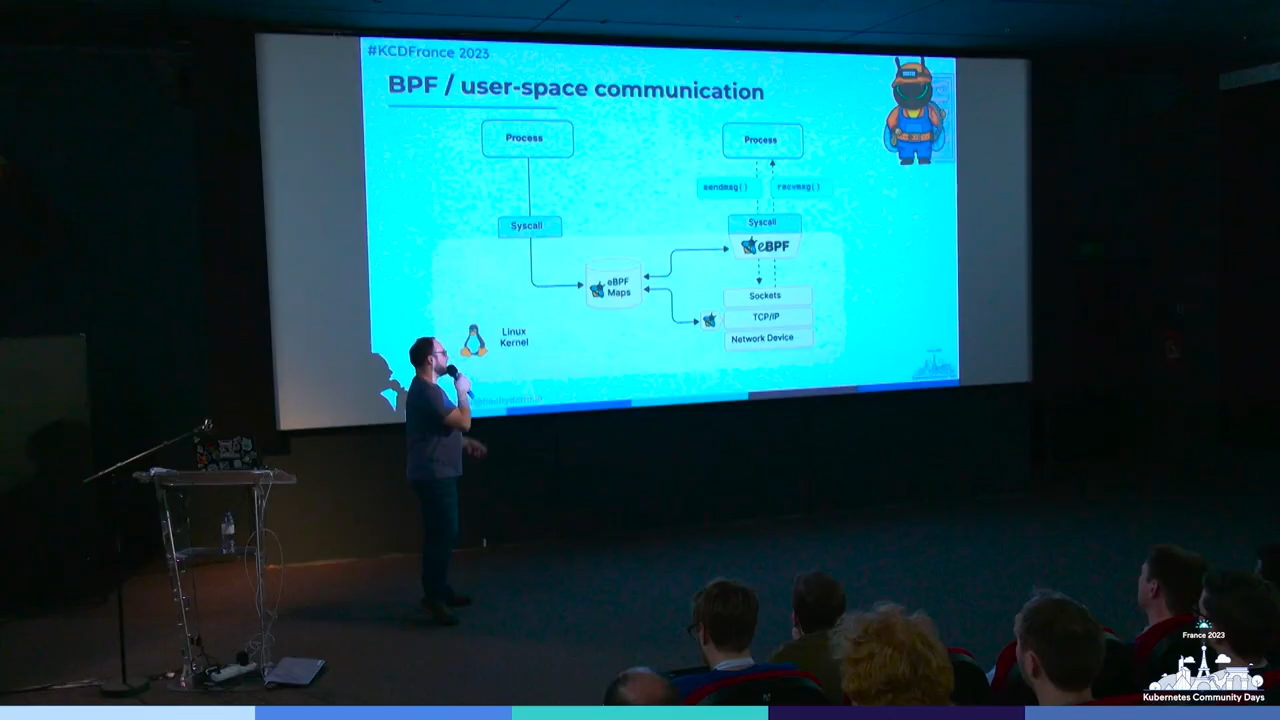 #KCDFrance 2023
BPF / user-space communication
Process
Process
sendmsg()
recvmsg()
Syscall
Syscall
eBPF
eBPF
Maps
Sockets
TCP/IP
Network Device
Linux
Kernel
France 2023
Kubernetes Community Days